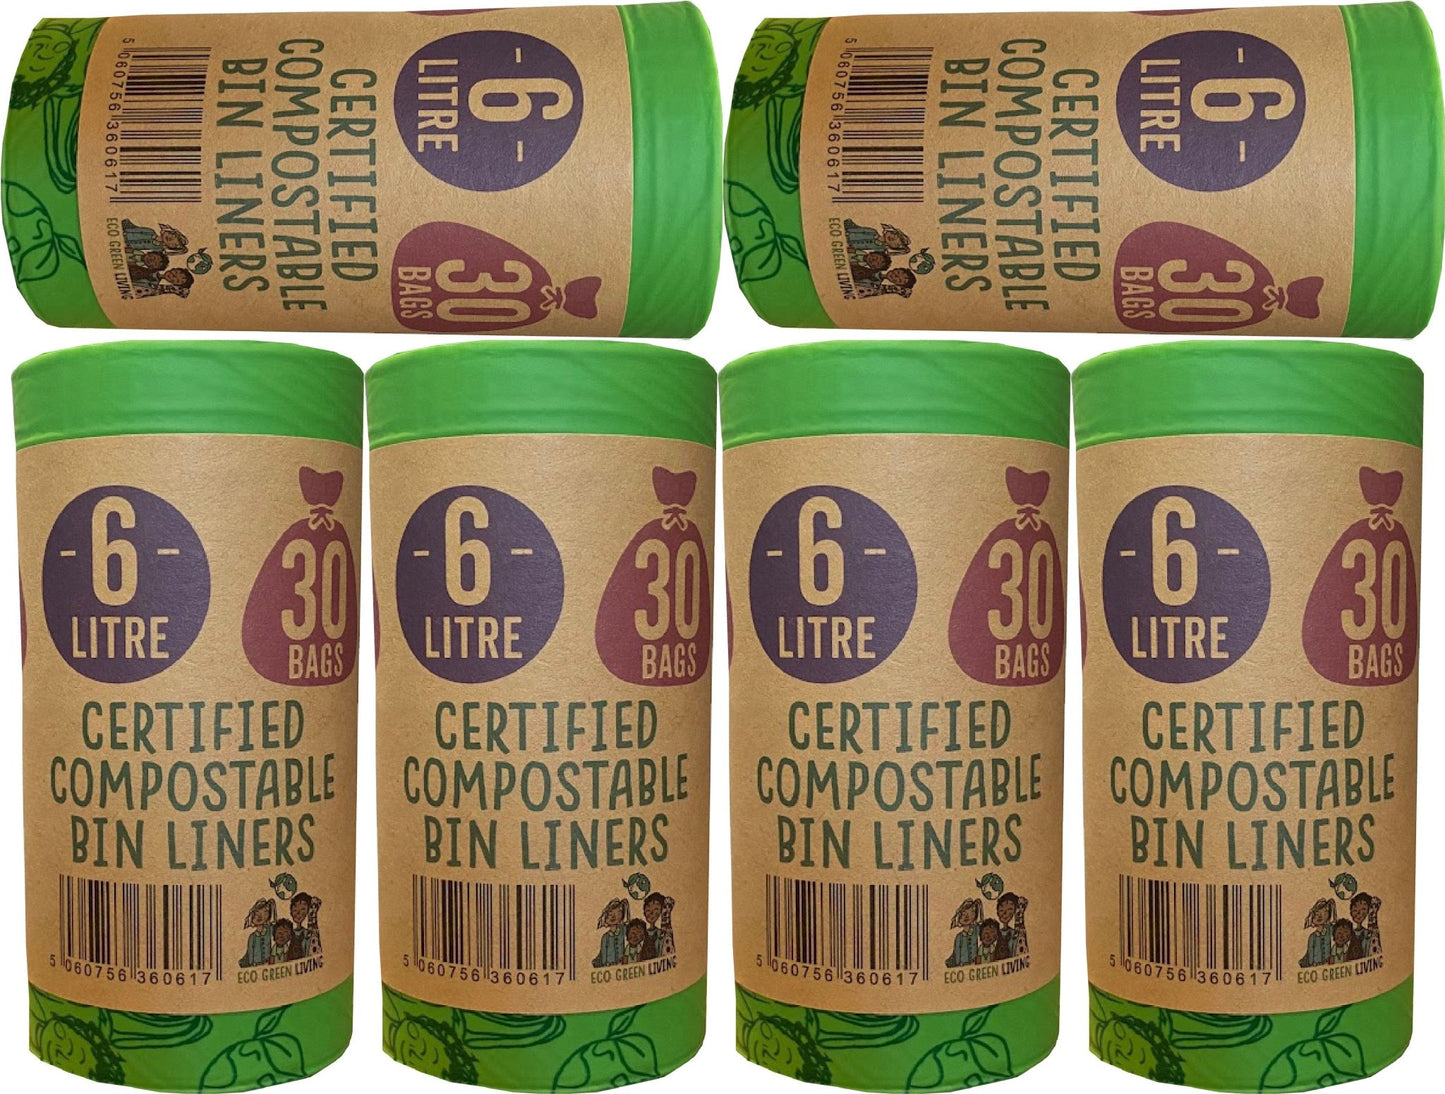 - 6 -
LITRE
30
BAGS
CERTIFIED
COMPOSTABLE
BIN LINERS
5 060756 360617
ECO GREEN LIVING
- 6 -
LITRE
30
BAGS
CERTIFIED
COMPOSTABLE
BIN LINERS
5 060756 360617
ECO GREEN LIVING
- 6 -
LITRE
30
BAGS
CERTIFIED
COMPOSTABLE
BIN LINERS
5 060756 360617
ECO GREEN LIVING
- 6 -
LITRE
30
BAGS
CERTIFIED
COMPOSTABLE
BIN LINERS
5 060756 360617
ECO GREEN LIVING
- 6 -
LITRE
30
BAGS
CERTIFIED
COMPOSTABLE
BIN LINERS
5 060756 360617
ECO GREEN LIVING
- 6 -
LITRE
30
BAGS
CERTIFIED
COMPOSTABLE
BIN LINERS
5 060756 360617
ECO GREEN LIVING